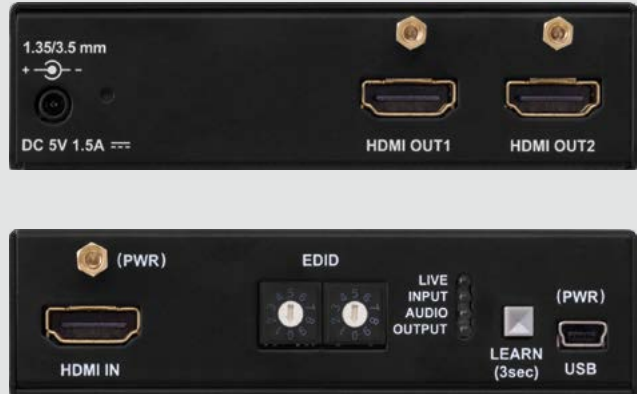 1.35/3.5 mm
+ -
DC 5V 1.5A
HDMI OUT1
HDMI OUT2
(PWR)
HDMI IN
EDID
LIVE
INPUT
AUDIO
OUTPUT
LEARN
(3sec)
(PWR)
USB